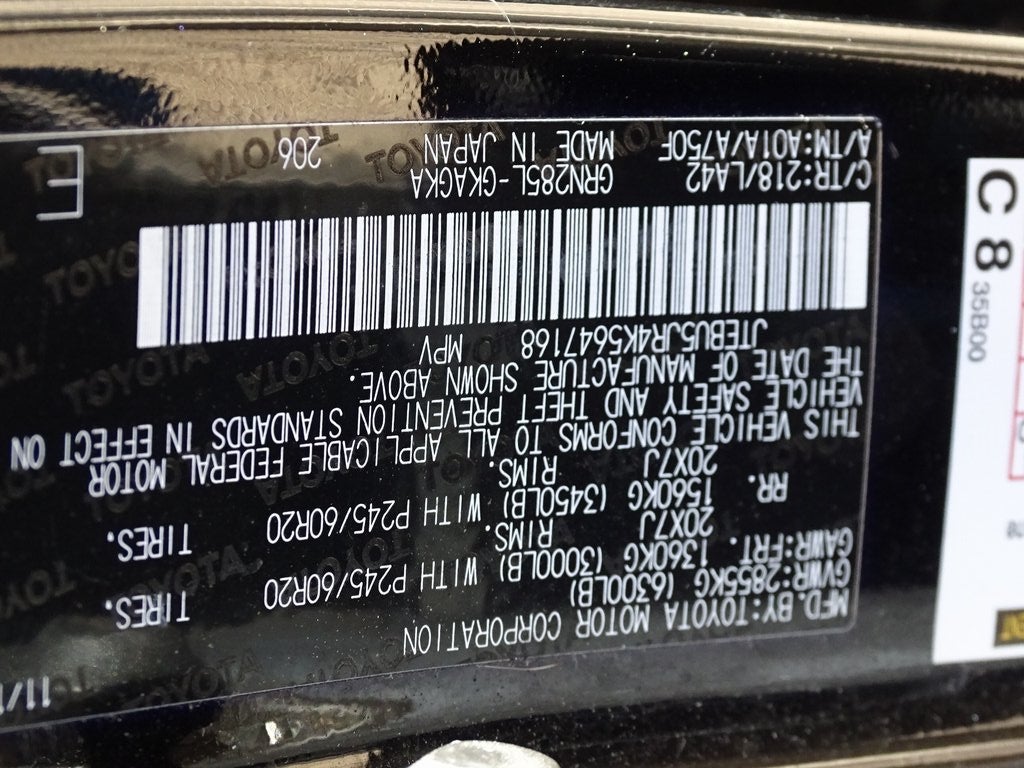 MFD.BY:TOYOTA MOTOR CORPORATION 11/1
GVWR:2855KG (6300LB)
GAWR:FRT. 1360KG (3000LB) WITH P245/60R20 TIRES.
20X7J RIMS.
RR. 1560KG (3450LB) WITH P245/60R20 TIRES.
20X7J RIMS.
THIS VEHICLE CONFORMS TO ALL APPLICABLE FEDERAL MOTOR
VEHICLE SAFETY AND THEFT PREVENTION STANDARDS IN EFFECT ON
THE DATE OF MANUFACTURE SHOWN ABOVE.
JTEBU5JR4K5647168 MPV
C/TR:218/LA42 GRN285L-GKAGKA
A/TM:A01A/A750F MADE IN JAPAN 206
E
C 8
35B00